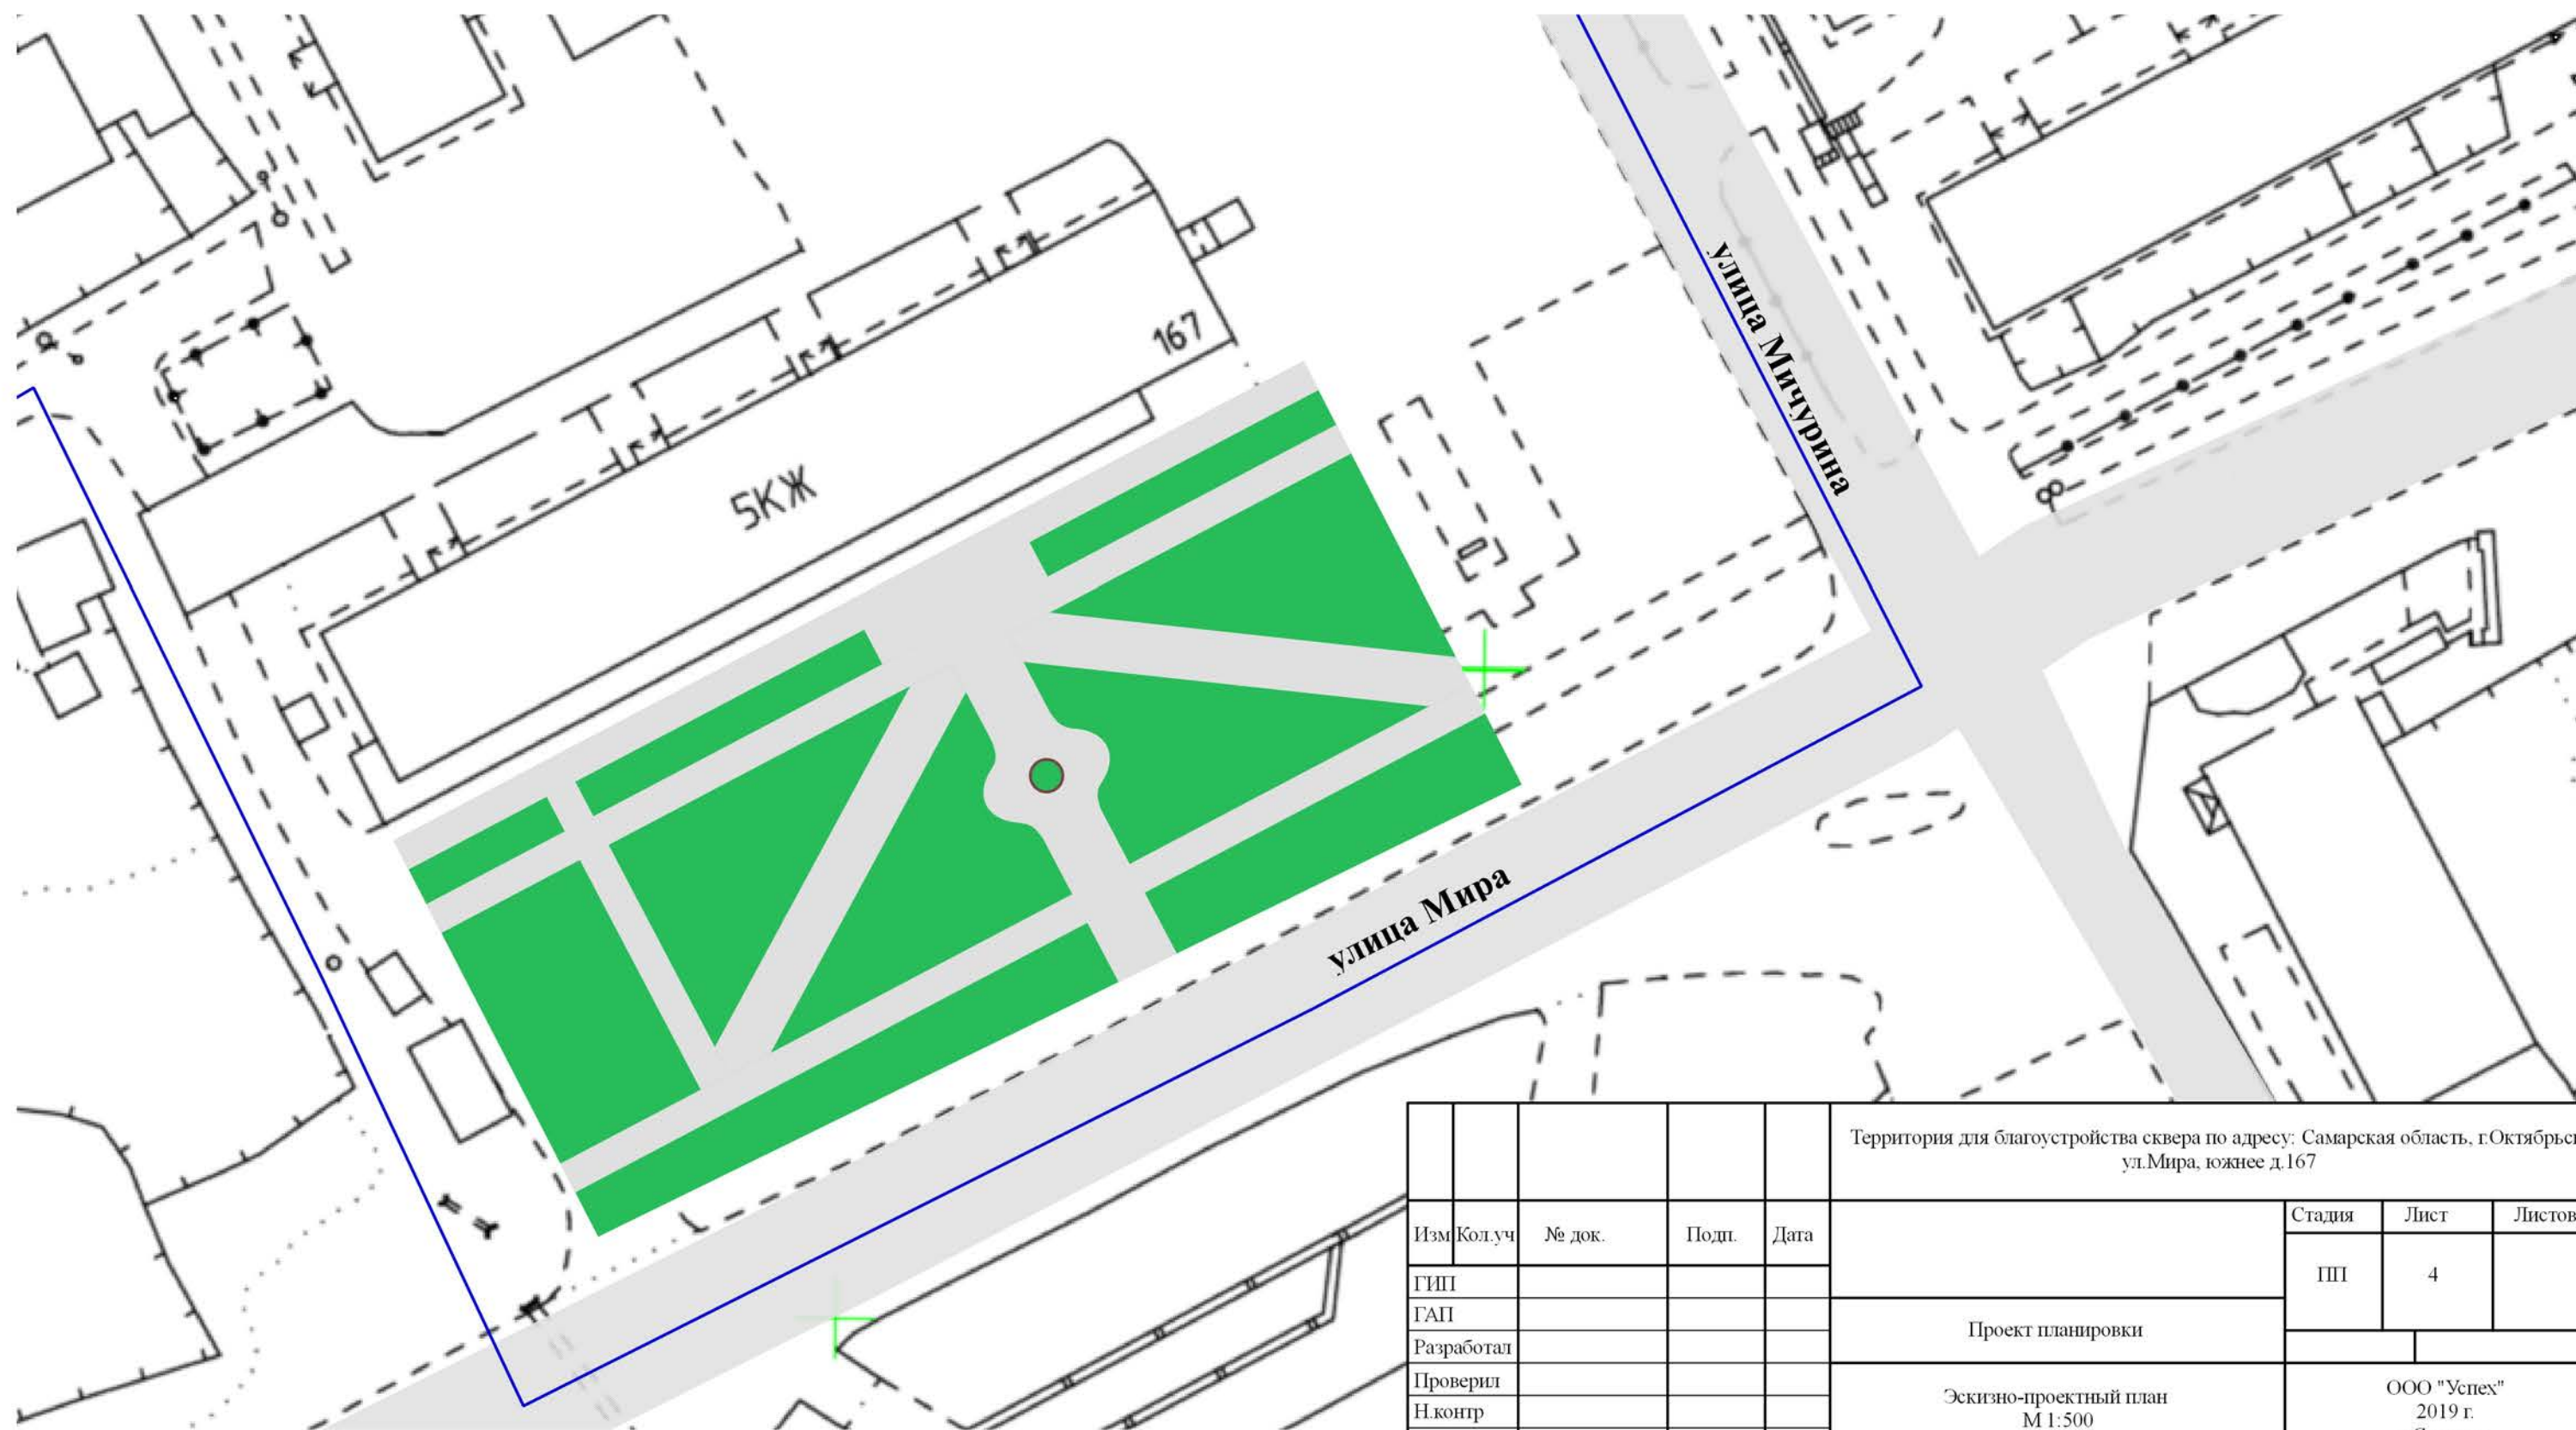 улица Мичурина
167
5КЖ
улица Мира
Территория для благоустройства сквера по адресу: Самарская область, г.Октябрьск
ул.Мира, южнее д.167
Изм Кол.уч № док. Подп. Дата
Стадия Лист Листов
ПП 4
ГИП
ГАП
Разработал
Проверил
Н.контр
Проект планировки
Эскизно-проектный план
М 1:500
ООО "Успех"
2019 г.